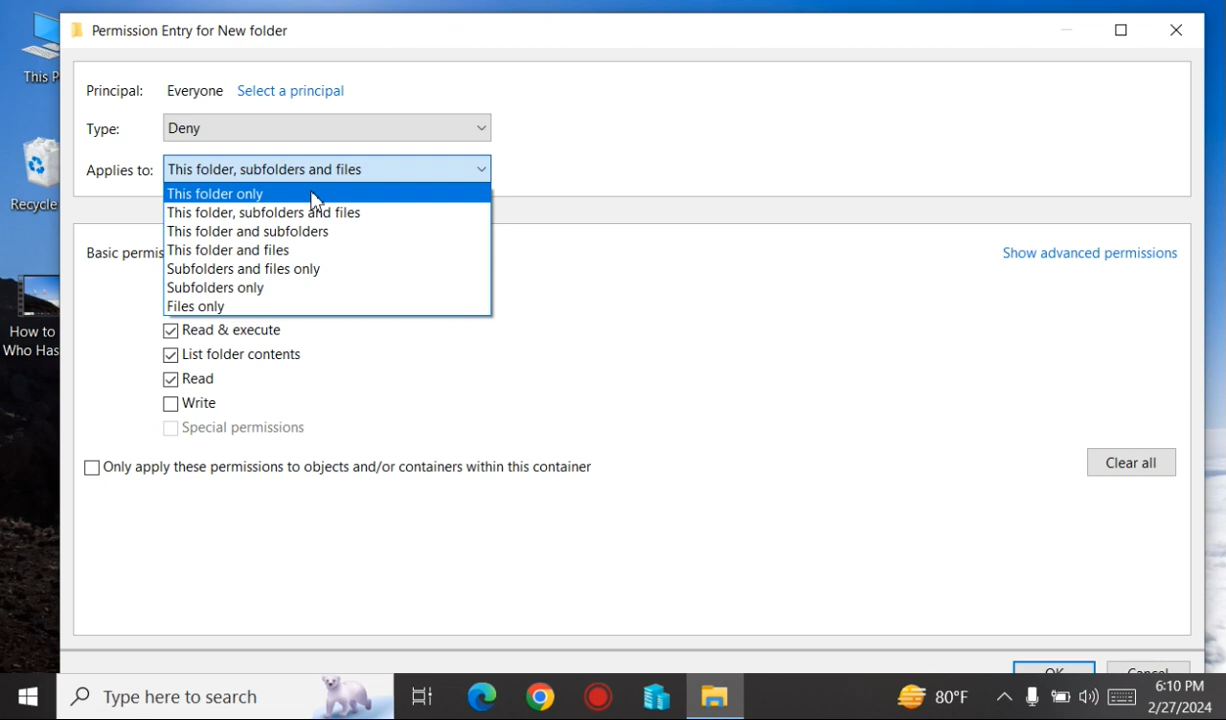 Permission Entry for New folder
This P
Principal: Everyone Select a principal
Type: Deny
Applies to: This folder, subfolders and files
This folder only
Recycle
This folder, subfolders and files
This folder and subfolders
Basic permis
This folder and files
Show advanced permissions
Subfolders and files only
Subfolders only
Files only
How to
Who Has
Read & execute
List folder contents
Read
Write
Special permissions
Only apply these permissions to objects and/or containers within this container
Clear all
OK Cancel
Type here to search
80°F
6:10 PM
2/27/2024